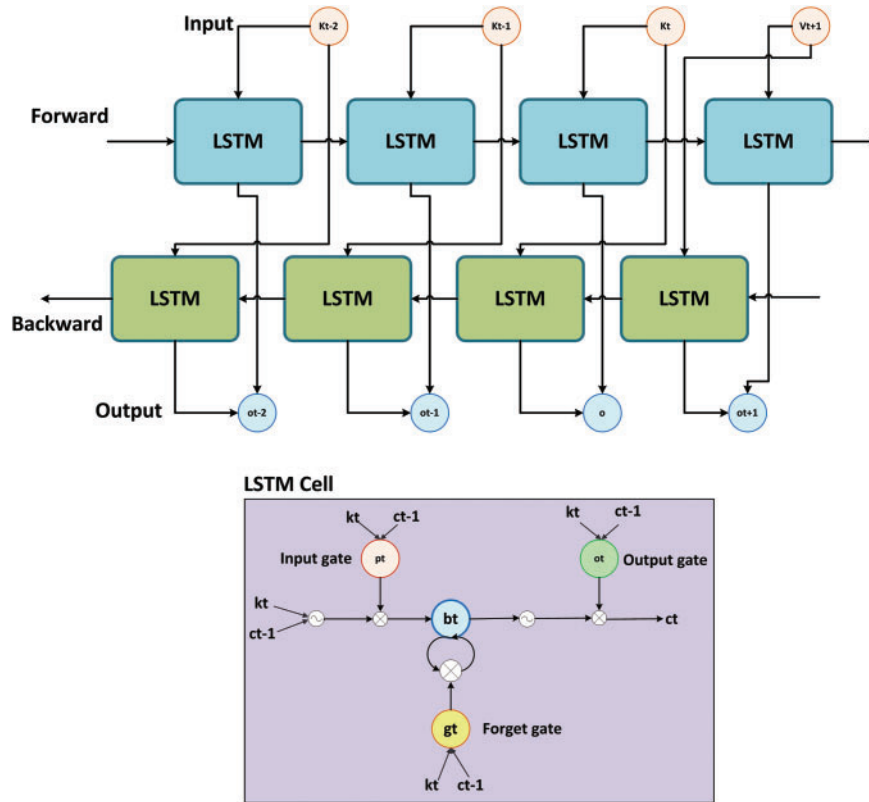 Input
Kt-2
Kt-1
Kt
Vt+1
Forward
LSTM
LSTM
LSTM
LSTM
LSTM
LSTM
LSTM
LSTM
Backward
Output
ot-2
ot-1
o
ot+1
LSTM Cell
kt
ct-1
kt
ct-1
Input gate
pt
ot
Output gate
kt
ct-1
bt
ct
gt
Forget gate
kt
ct-1